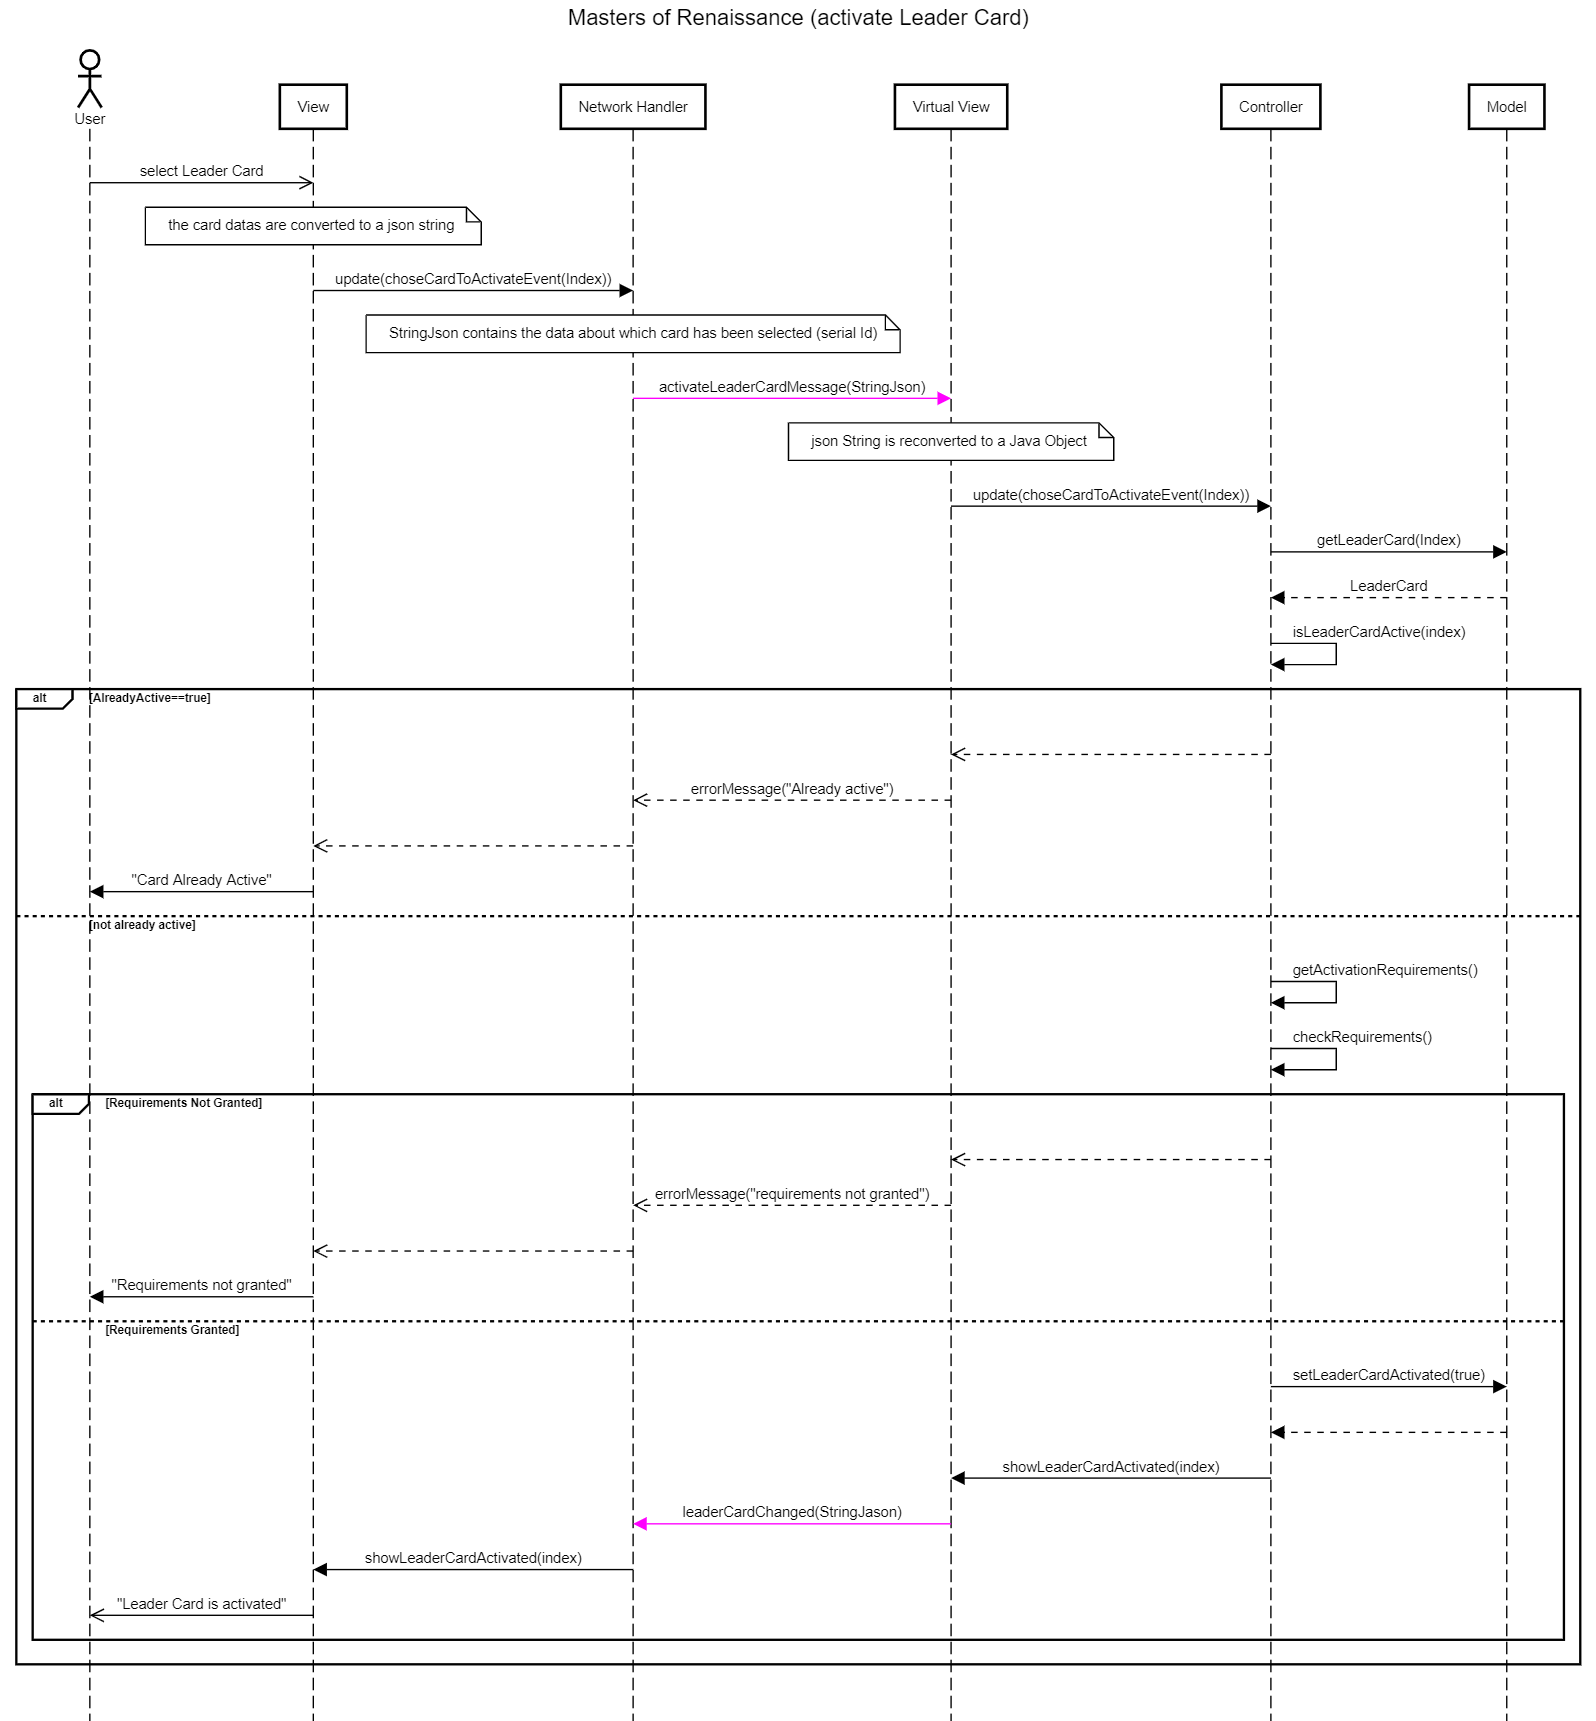 Masters of Renaissance (activate Leader Card)
User
View
Network Handler
Virtual View
Controller
Model
select Leader Card
the card datas are converted to a json string
update(choseCardToActivateEvent(Index))
StringJson contains the data about which card has been selected (serial Id)
activateLeaderCardMessage(StringJson)
json String is reconverted to a Java Object
update(choseCardToActivateEvent(Index))
getLeaderCard(Index)
LeaderCard
isLeaderCardActive(index)
alt
[AlreadyActive==true]
errorMessage("Already active")
"Card Already Active"
[not already active]
getActivationRequirements()
checkRequirements()
alt
[Requirements Not Granted]
errorMessage("requirements not granted")
"Requirements not granted"
[Requirements Granted]
setLeaderCardActivated(true)
showLeaderCardActivated(index)
leaderCardChanged(StringJason)
showLeaderCardActivated(index)
"Leader Card is activated"